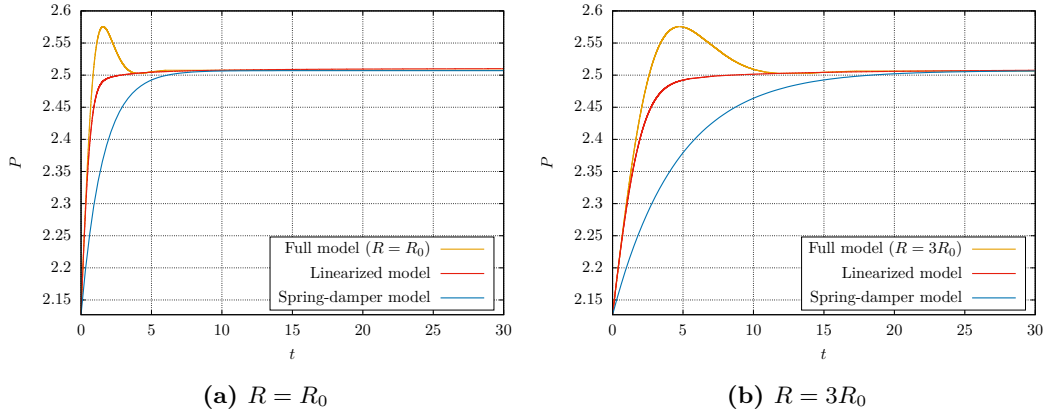 2.6
2.55
2.5
2.45
2.4
2.35
2.3
2.25
2.2
2.15
P
Full model (R = R₀)
Linearized model
Spring-damper model
0 5 10 15 20 25 30
t
(a) R = R₀
2.6
2.55
2.5
2.45
2.4
2.35
2.3
2.25
2.2
2.15
P
Full model (R = 3R₀)
Linearized model
Spring-damper model
0 5 10 15 20 25 30
t
(b) R = 3R₀